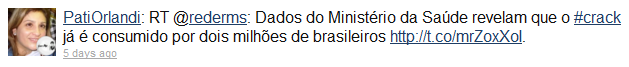 PatiOrlandi: RT @rederms: Dados do Ministério da Saúde revelam que o #crack
já é consumido por dois milhões de brasileiros http://t.co/mrZoxXol.
5 days ago